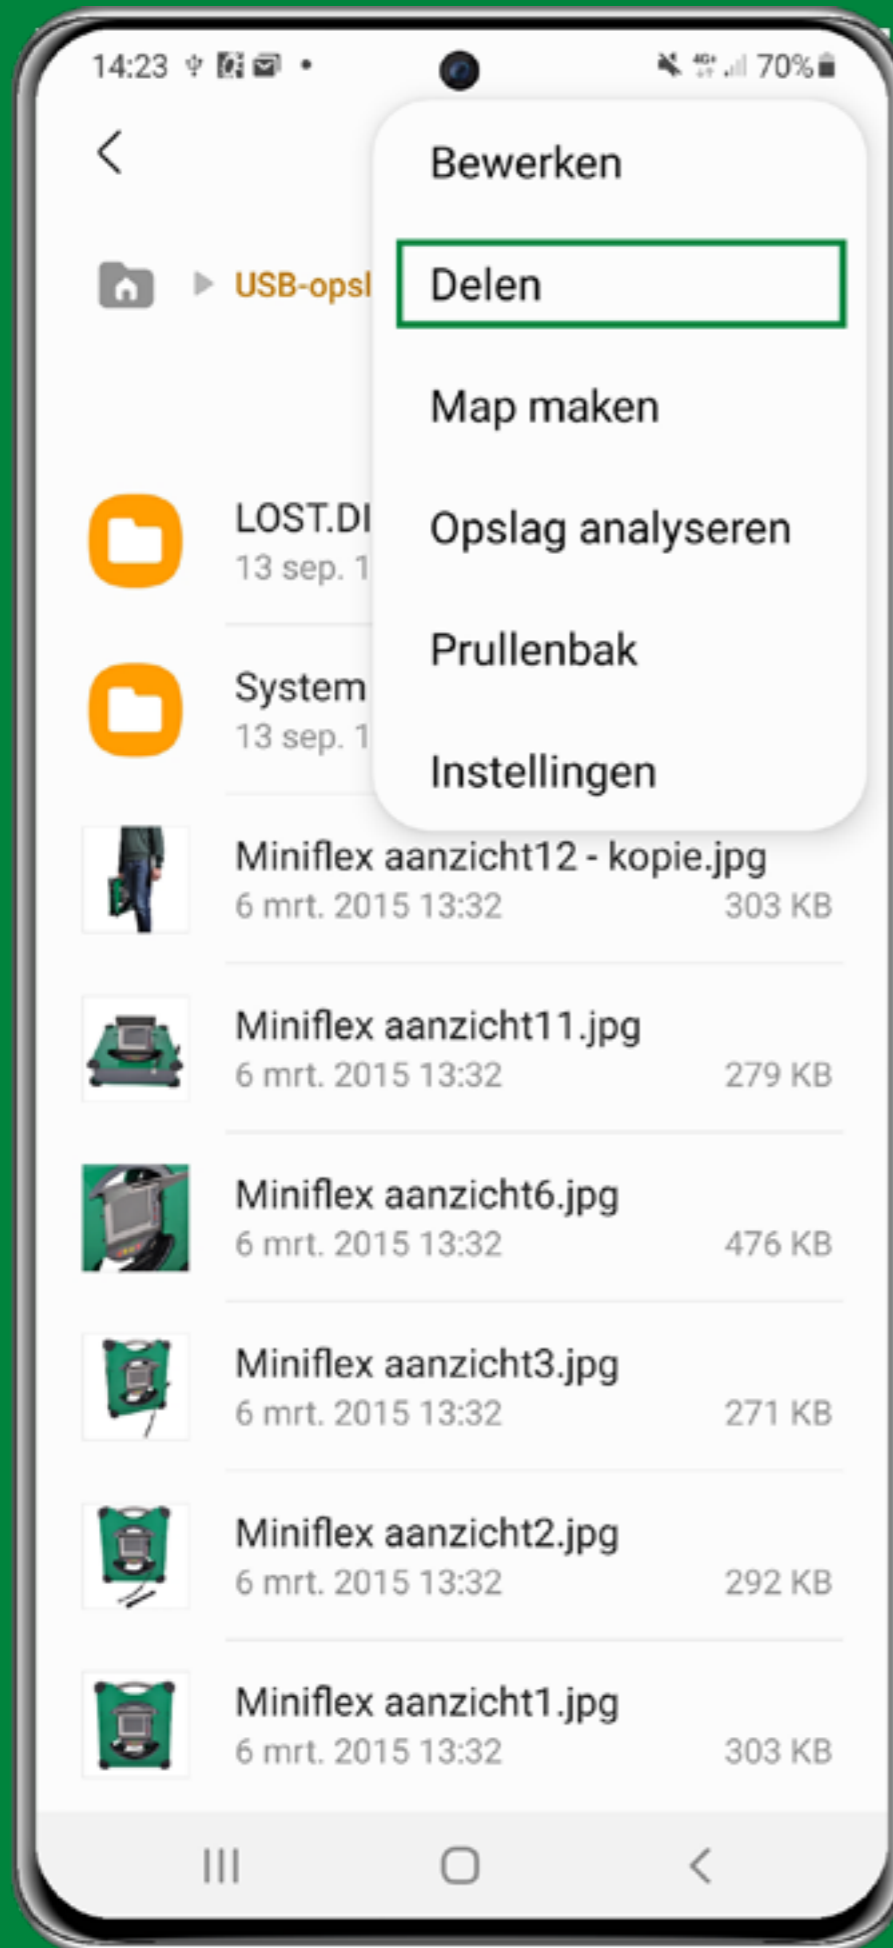 14:23
4G+
70%
Bewerken
USB-opsl
Delen
Map maken
LOST.DI
13 sep. 1
Opslag analyseren
Prullenbak
System
13 sep. 1
Instellingen
Miniflex aanzicht12 - kopie.jpg
6 mrt. 2015 13:32 303 KB
Miniflex aanzicht11.jpg
6 mrt. 2015 13:32 279 KB
Miniflex aanzicht6.jpg
6 mrt. 2015 13:32 476 KB
Miniflex aanzicht3.jpg
6 mrt. 2015 13:32 271 KB
Miniflex aanzicht2.jpg
6 mrt. 2015 13:32 292 KB
Miniflex aanzicht1.jpg
6 mrt. 2015 13:32 303 KB